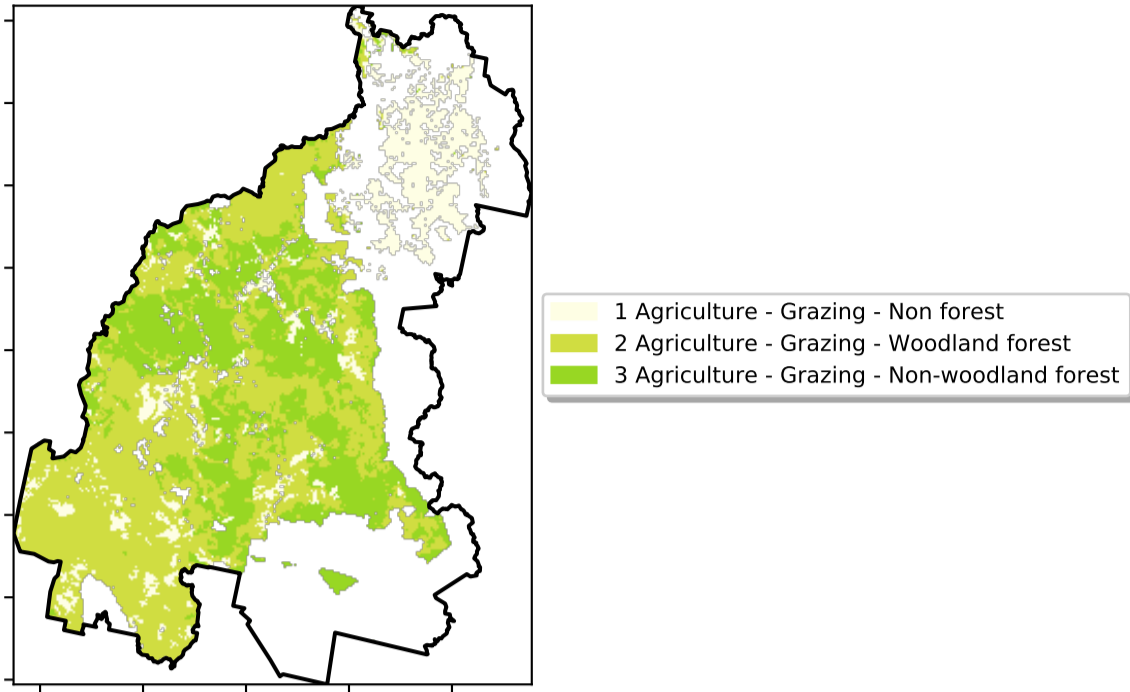 1 Agriculture - Grazing - Non forest
2 Agriculture - Grazing - Woodland forest
3 Agriculture - Grazing - Non-woodland forest